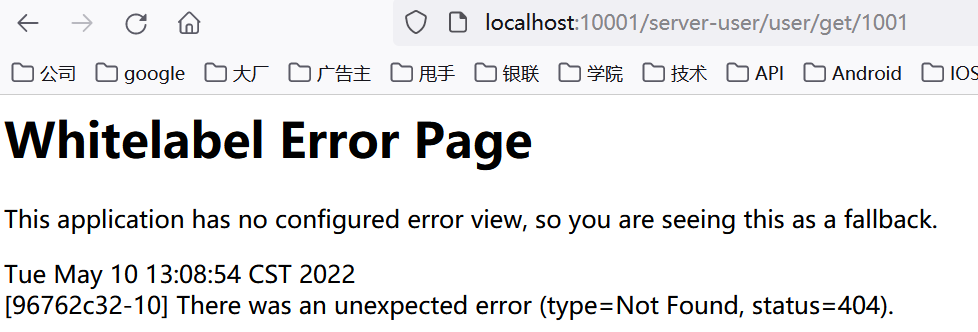 localhost:10001/server-user/user/get/1001
公司 google 大厂 广告主 甩手 银联 学院 技术 API Android IOS
Whitelabel Error Page
This application has no configured error view, so you are seeing this as a fallback.
Tue May 10 13:08:54 CST 2022
[96762c32-10] There was an unexpected error (type=Not Found, status=404).